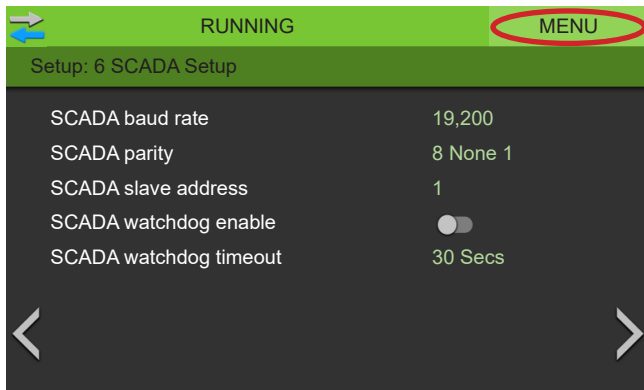 RUNNING MENU
Setup: 6 SCADA Setup
SCADA baud rate 19,200
SCADA parity 8 None 1
SCADA slave address 1
SCADA watchdog enable
SCADA watchdog timeout 30 Secs